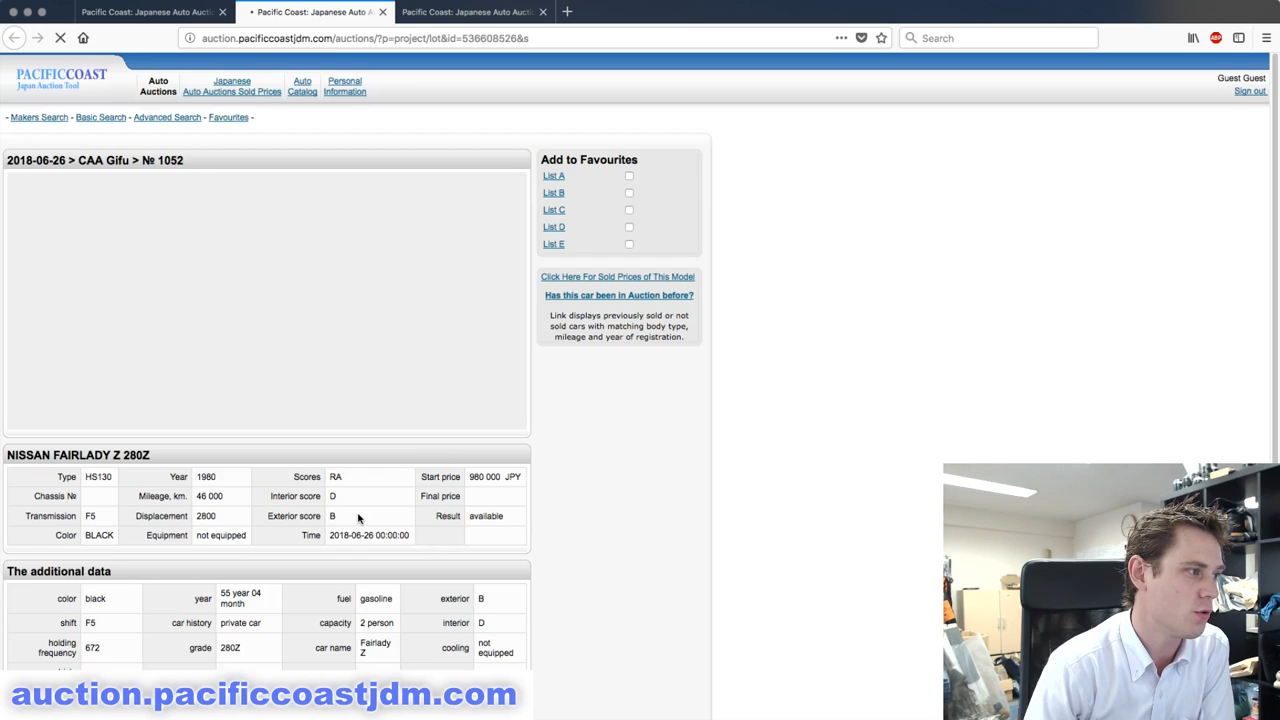 Pacific Coast: Japanese Auto Auctio
Pacific Coast: Japanese Auto A
Pacific Coast: Japanese Auto Auctio
auction.pacificcoastjdm.com/auctions/?p=project/lot&id=536608526&s
Search
ABP
PACIFICCOAST
Japan Auction Tool
Auto Auctions
Japanese Auto Auctions Sold Prices
Auto Catalog
Personal Information
Guest Guest
Sign out
- Makers Search - Basic Search - Advanced Search - Favourites -
2018-06-26 > CAA Gifu > № 1052
Add to Favourites
List A
List B
List C
List D
List E
Click Here For Sold Prices of This Model
Has this car been in Auction before?
Link displays previously sold or not
sold cars with matching body type,
mileage and year of registration.
NISSAN FAIRLADY Z 280Z
Type HS130 Year 1980 Scores RA Start price 980 000 JPY
Chassis № Mileage, km. 46 000 Interior score D Final price
Transmission F5 Displacement 2800 Exterior score B Result available
Color BLACK Equipment not equipped Time 2018-06-26 00:00:00
The additional data
color black year 55 year 04 month fuel gasoline exterior B
shift F5 car history private car capacity 2 person interior D
holding frequency 672 grade 280Z car name Fairlady Z cooling not equipped
auction.pacificcoastjdm.com